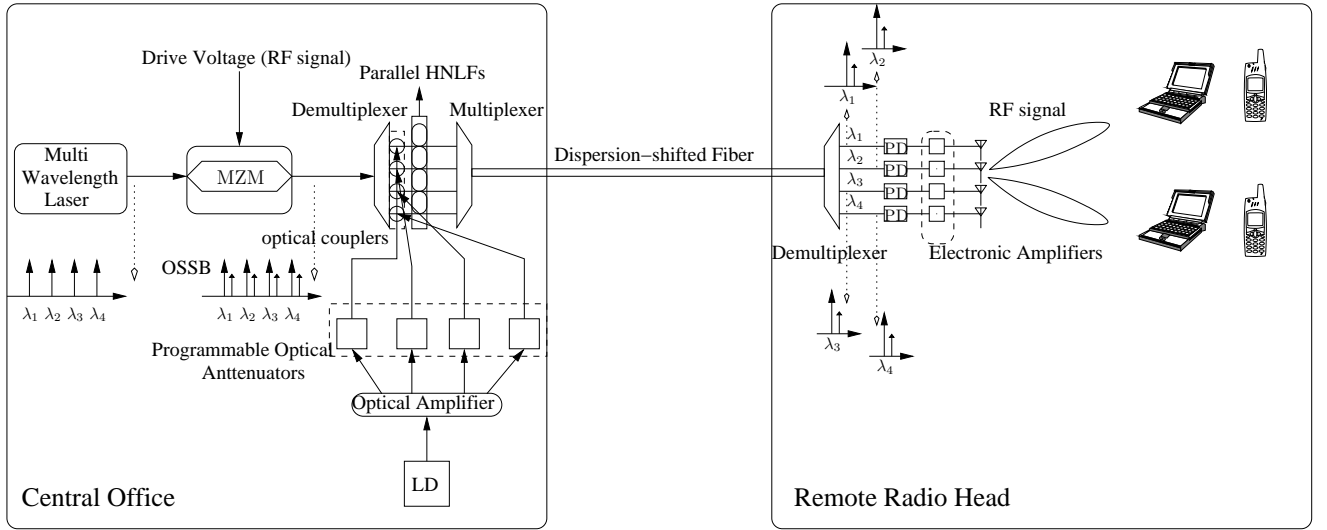 Drive Voltage (RF signal)
Parallel HNLFs
Demultiplexer
Multiplexer
Multi
Wavelength
Laser
MZM
optical couplers
OSSB
λ1 λ2 λ3 λ4
λ1 λ2 λ3 λ4
Programmable Optical
Anttenuators
Optical Amplifier
LD
Central Office
Dispersion-shifted Fiber
λ2
λ1
λ1
λ2
λ3
λ4
PD
PD
PD
PD
RF signal
Demultiplexer
Electronic Amplifiers
λ3
λ4
Remote Radio Head